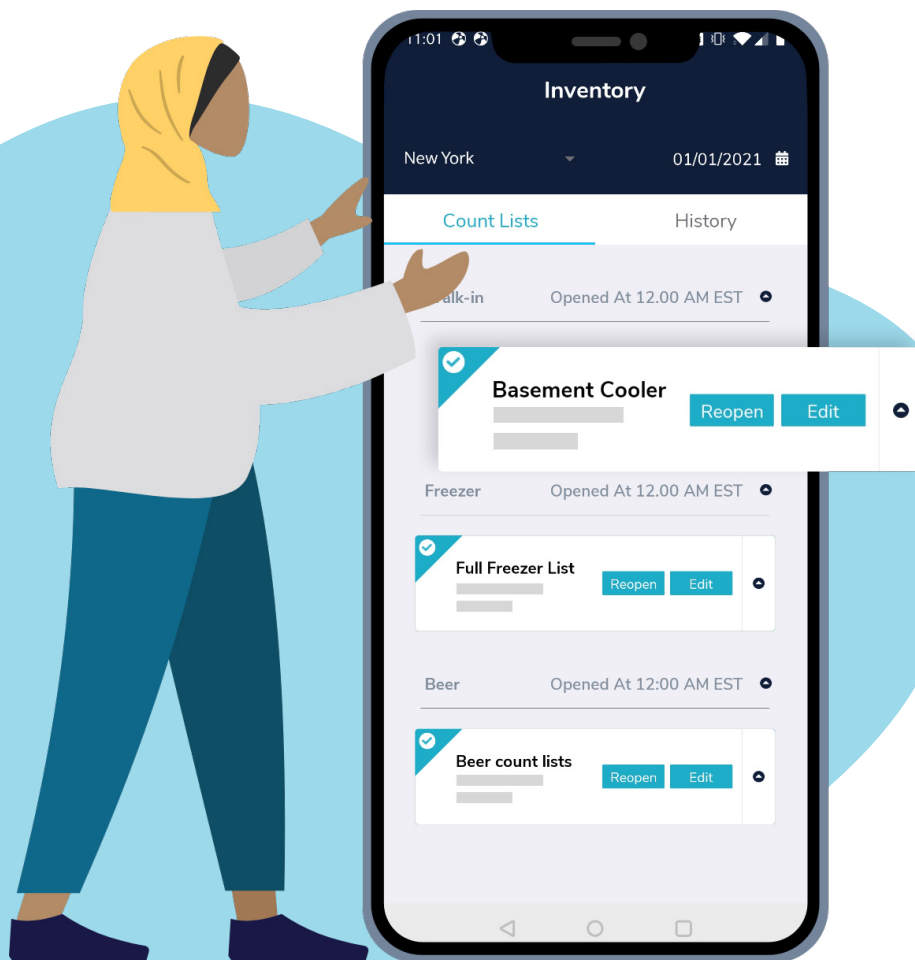 11:01
Inventory
New York 01/01/2021
Count Lists History
alk-in Opened At 12.00 AM EST
Basement Cooler
Reopen Edit
Freezer Opened At 12.00 AM EST
Full Freezer List
Reopen Edit
Beer Opened At 12:00 AM EST
Beer count lists
Reopen Edit